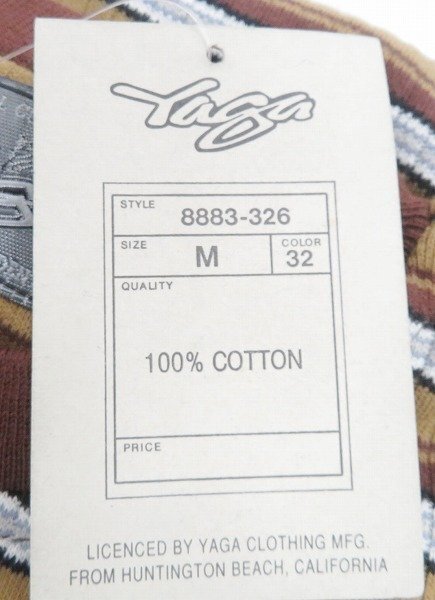 Yaga
STYLE 8883-326
SIZE M COLOR 32
QUALITY
100% COTTON
PRICE
LICENCED BY YAGA CLOTHING MFG.
FROM HUNTINGTON BEACH, CALIFORNIA